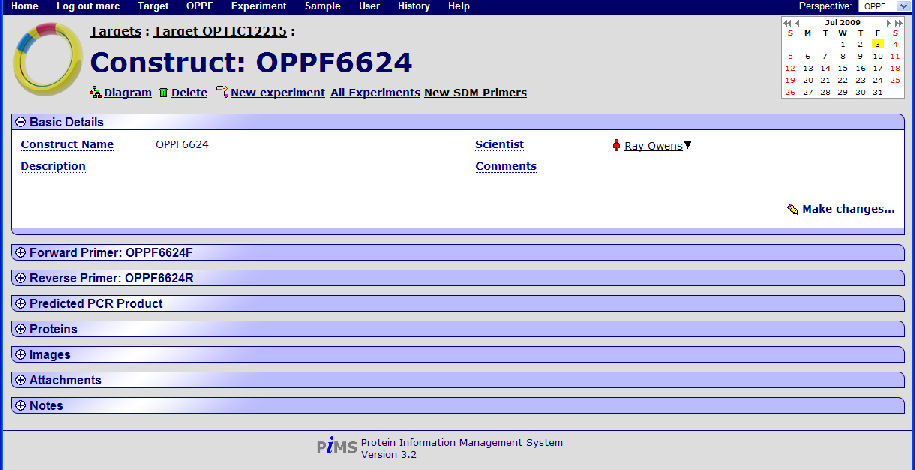 Home Log out marc Target OPPF Experiment Sample User History Help Perspective: OPPF
Targets : Target OPTIC12215 :
Construct: OPPF6624
Diagram Delete New experiment All Experiments New SDM Primers
Jul 2009
S M T W T F S
1 2 3 4
5 6 7 8 9 10 11
12 13 14 15 16 17 18
19 20 21 22 23 24 25
26 27 28 29 30 31
Basic Details
Construct Name OPPF6624 Scientist Ray Owens
Description Comments
Make changes...
Forward Primer: OPPF6624F
Reverse Primer: OPPF6624R
Predicted PCR Product
Proteins
Images
Attachments
Notes
PiMS Protein Information Management System
Version 3.2